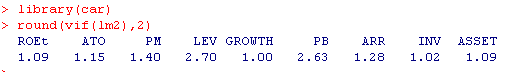 > library(car)
> round(vif(lm2),2)
ROEt ATO PM LEV GROWTH PB ARR INV ASSET
1.09 1.15 1.40 2.70 1.00 2.63 1.28 1.02 1.09